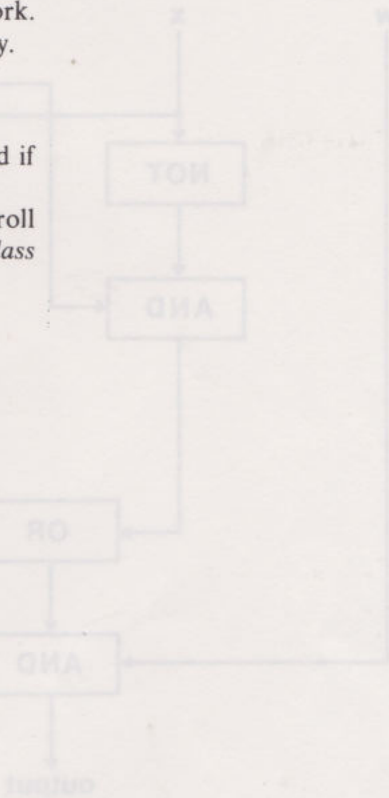 ork.
y.
d if
roll
lass
X
NOT
AND
OR
AND
output